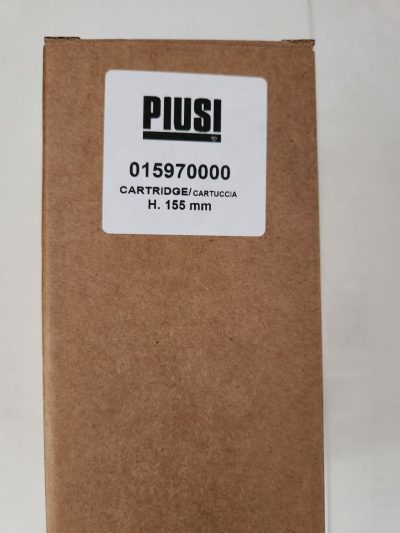 PIUSI
015970000
CARTRIDGE/CARTUCCIA
H. 155 mm